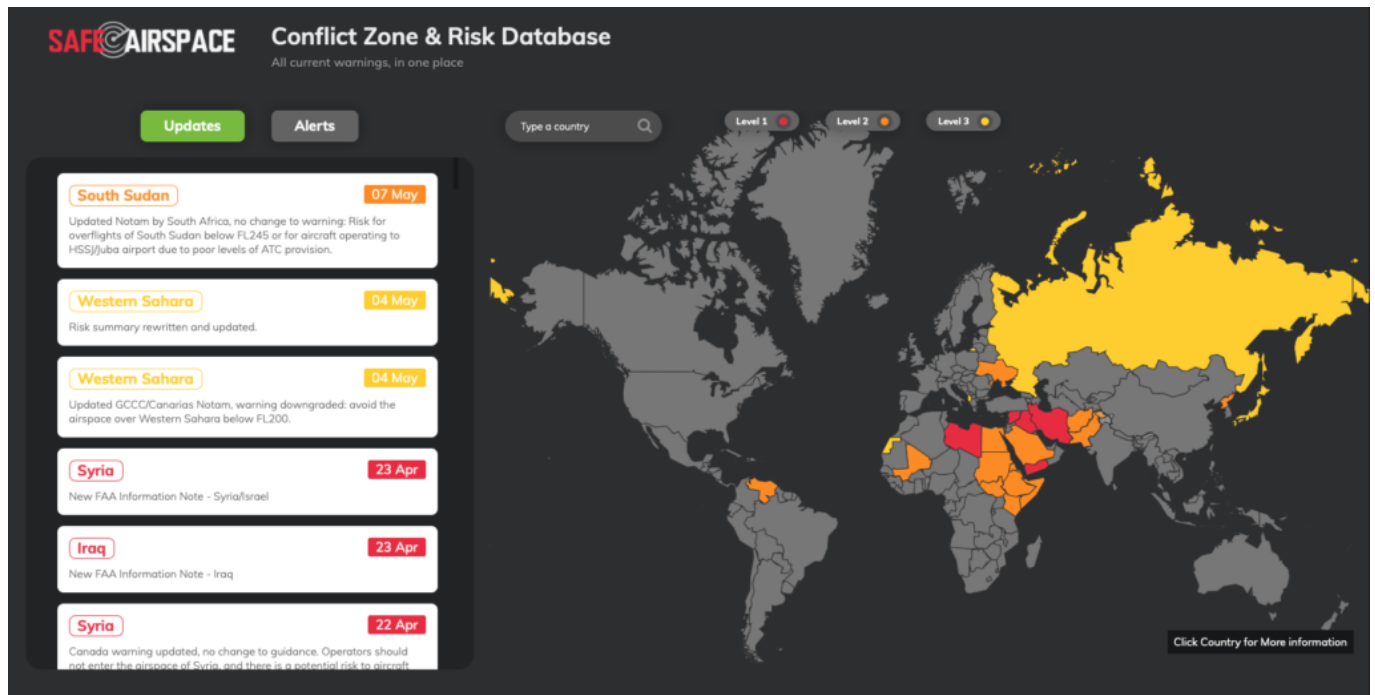 SAFE AIRSPACE
Conflict Zone & Risk Database
All current warnings, in one place
Updates
Alerts
Type a country
Level 1
Level 2
Level 3
South Sudan
07 May
Updated Notam by South Africa, no change to warning: Risk for
overflights of South Sudan below FL245 or for aircraft operating to
HSSJ/Juba airport due to poor levels of ATC provision.
Western Sahara
04 May
Risk summary rewritten and updated.
Western Sahara
04 May
Updated GCCC/Canarias Notam, warning downgraded: avoid the
airspace over Western Sahara below FL200.
Syria
23 Apr
New FAA Information Note - Syria/Israel
Iraq
23 Apr
New FAA Information Note - Iraq
Syria
22 Apr
Canada warning updated, no change to guidance. Operators should
not enter the airspace of Syria, and there is a potential risk to aircraft
Click Country for More information